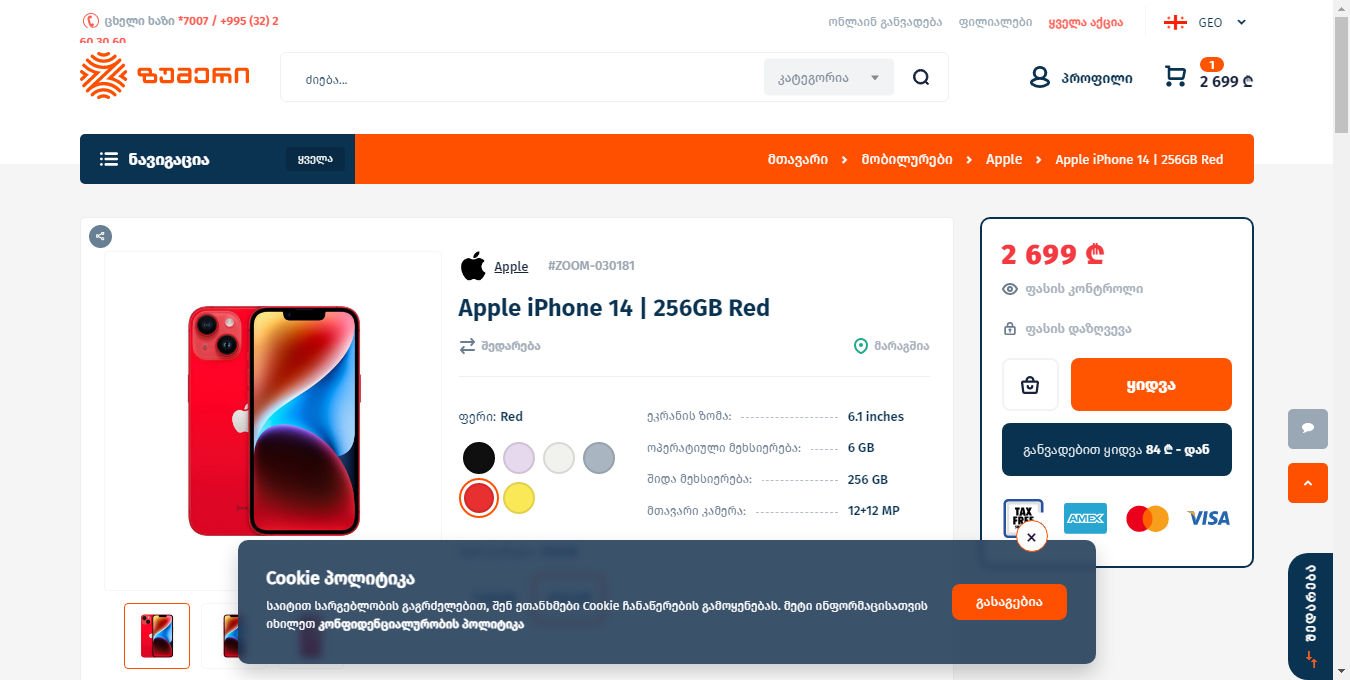 ცხელი ხაზი *7007 / +995 (32) 2
60 30 60
ონლაინ განვადება
ფილიალები
ყველა აქცია
GEO
ზუმერი
ძიება...
კატეგორია
პროფილი
1
2 699 ₾
ნავიგაცია
ყველა
მთავარი
მობილურები
Apple
Apple iPhone 14 | 256GB Red
Apple
#ZOOM-030181
Apple iPhone 14 | 256GB Red
შედარება
მარაგშია
ფერი: Red
ეკრანის ზომა: 6.1 inches
ოპერატიული მეხსიერება: 6 GB
შიდა მეხსიერება: 256 GB
მთავარი კამერა: 12+12 MP
2 699 ₾
ფასის კონტროლი
ფასის დაზღვევა
ყიდვა
განვადებით ყიდვა 84 ₾ - დან
TAX
FREE
AMEX
VISA
შედარება
Cookie პოლიტიკა
საიტით სარგებლობის გაგრძელებით, შენ ეთანხმები Cookie ჩანაწერების გამოყენებას. მეტი ინფორმაციისათვის
იხილეთ კონფიდენციალურობის პოლიტიკა
გასაგებია